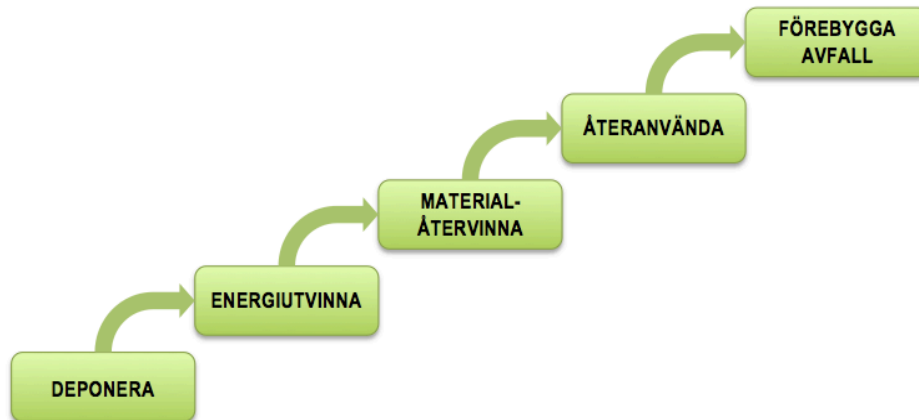 FÖREBYGGA
AVFALL
ÅTERANVÄNDA
MATERIAL-
ÅTERVINNA
ENERGIUTVINNA
DEPONERA